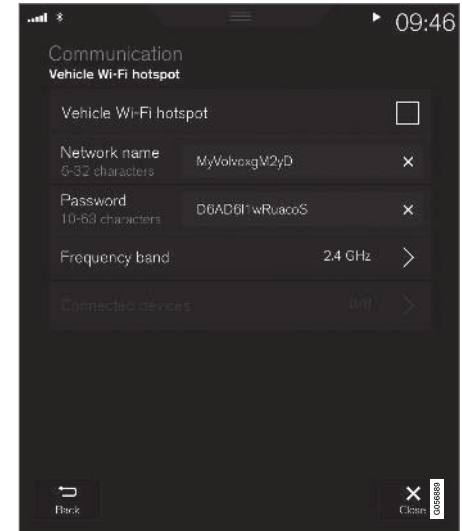 09:46
Communication
Vehicle Wi-Fi hotspot
Vehicle Wi-Fi hotspot
Network name
6-32 characters
MyVolvoxgM2yD
Password
10-63 characters
D6AD6l1wRuacoS
Frequency band
2.4 GHz
Connected devices
0/8
Back
Close
G056889